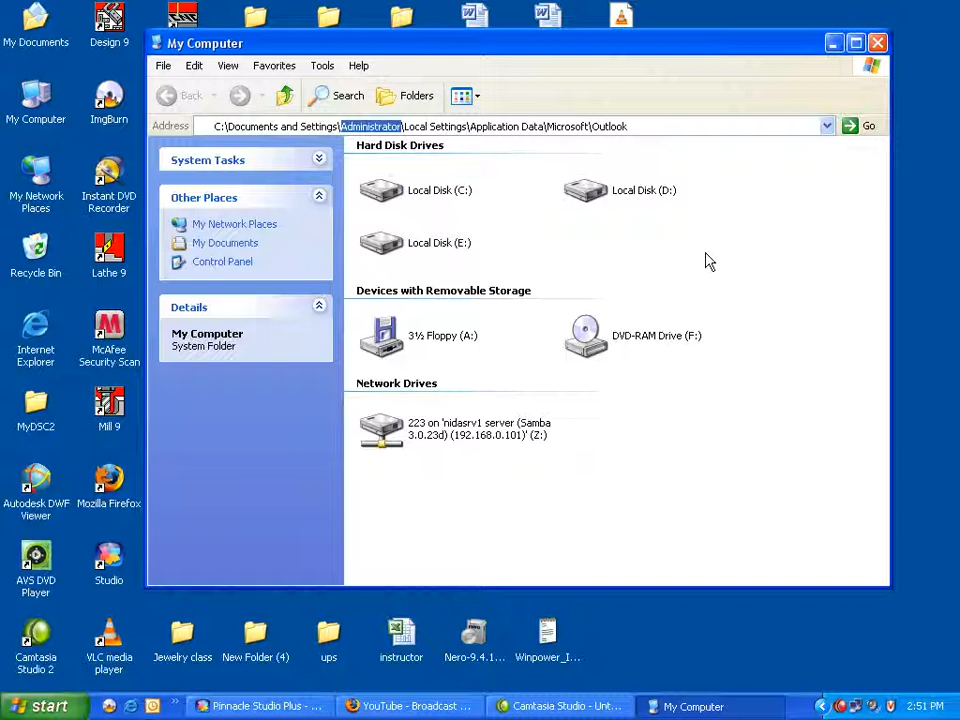 My Documents
Design 9
My Computer
File Edit View Favorites Tools Help
Back Search Folders
Address C:\Documents and Settings\Administrator\Local Settings\Application Data\Microsoft\Outlook Go
System Tasks
Other Places
My Network Places
My Documents
Control Panel
Details
My Computer
System Folder
Hard Disk Drives
Local Disk (C:)
Local Disk (D:)
Local Disk (E:)
Devices with Removable Storage
3½ Floppy (A:)
DVD-RAM Drive (F:)
Network Drives
223 on 'nidasrv1 server (Samba
3.0.23d) (192.168.0.101)' (Z:)
My Computer
ImgBurn
My Network
Places
Instant DVD
Recorder
Recycle Bin
Lathe 9
Internet
Explorer
McAfee
Security Scan
MyDSC2
Mill 9
Autodesk DWF
Viewer
Mozilla Firefox
AVS DVD
Player
Studio
Camtasia
Studio 2
VLC media
player
Jewelry class
New Folder (4)
ups
instructor
Nero-9.4.1...
Winpower_I...
start
Pinnacle Studio Plus - ...
YouTube - Broadcast ...
Camtasia Studio - Unt...
My Computer
2:51 PM